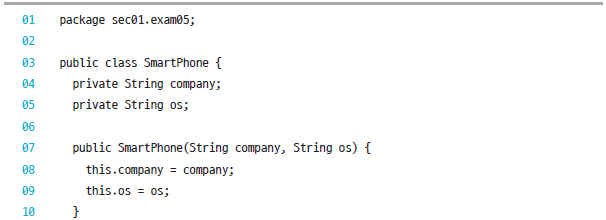 01 package sec01.exam05;
02
03 public class SmartPhone {
04 private String company;
05 private String os;
06
07 public SmartPhone(String company, String os) {
08 this.company = company;
09 this.os = os;
10 }